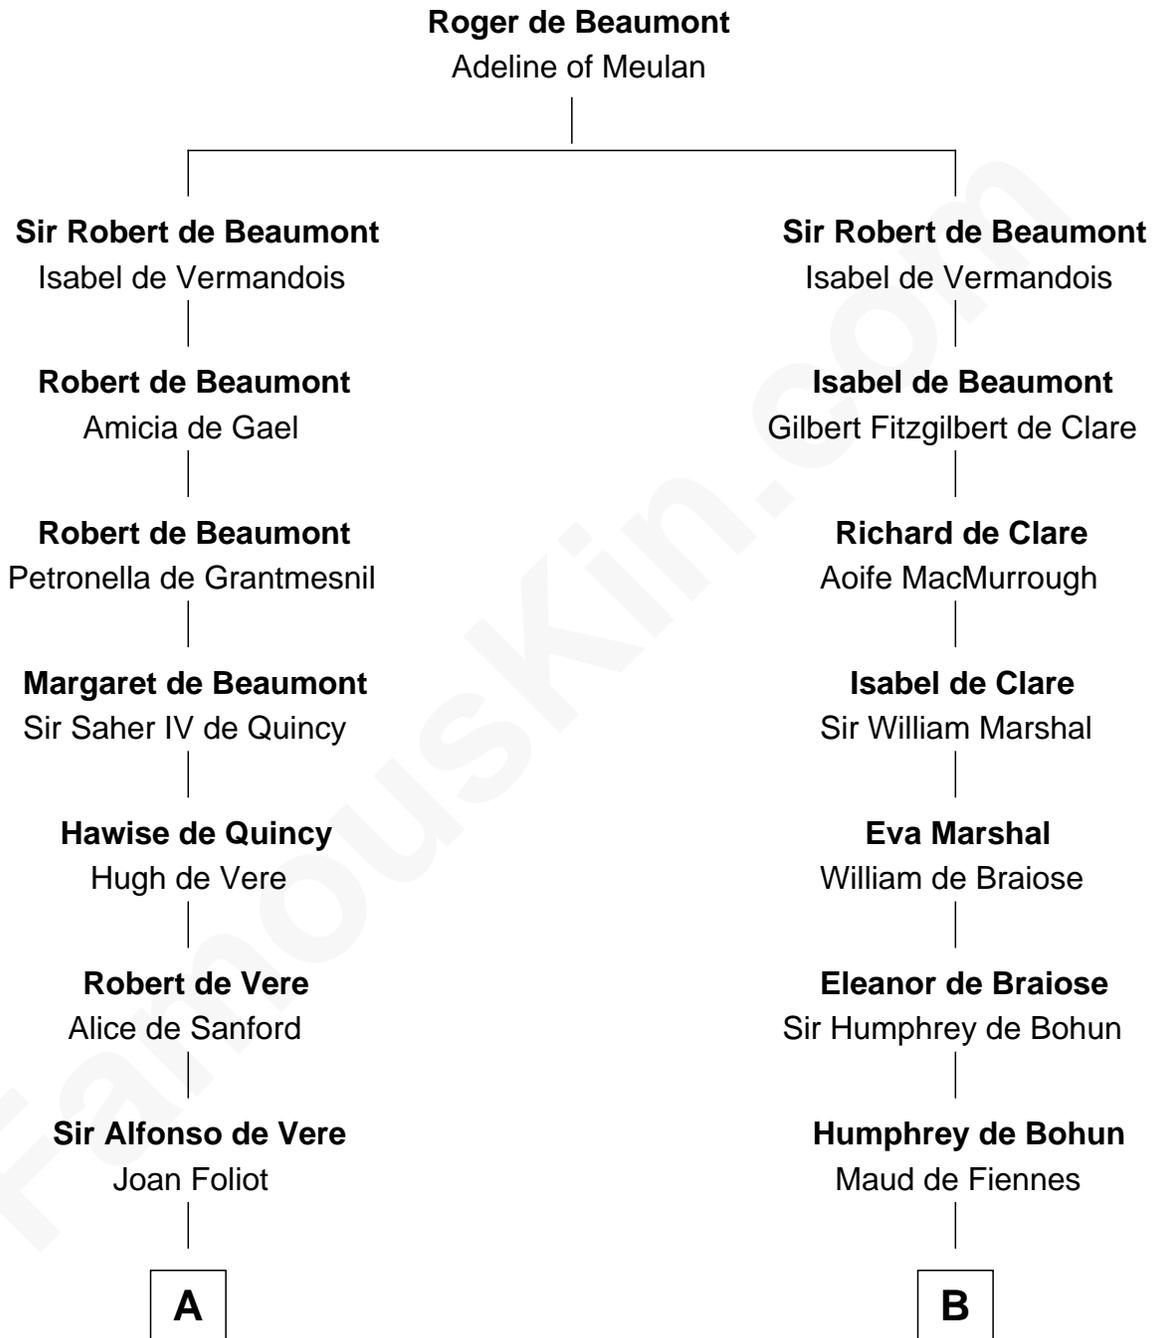 Roger de Beaumont
Adeline of Meulan
Sir Robert de Beaumont
Isabel de Vermandois
Robert de Beaumont
Amicia de Gael
Robert de Beaumont
Petronella de Grantmesnil
Margaret de Beaumont
Sir Saher IV de Quincy
Hawise de Quincy
Hugh de Vere
Robert de Vere
Alice de Sanford
Sir Alfonso de Vere
Joan Foliot
A
Sir Robert de Beaumont
Isabel de Vermandois
Isabel de Beaumont
Gilbert Fitzgilbert de Clare
Richard de Clare
Aoife MacMurrough
Isabel de Clare
Sir William Marshal
Eva Marshal
William de Braiose
Eleanor de Braiose
Sir Humphrey de Bohun
Humphrey de Bohun
Maud de Fiennes
B
FamousKin.com